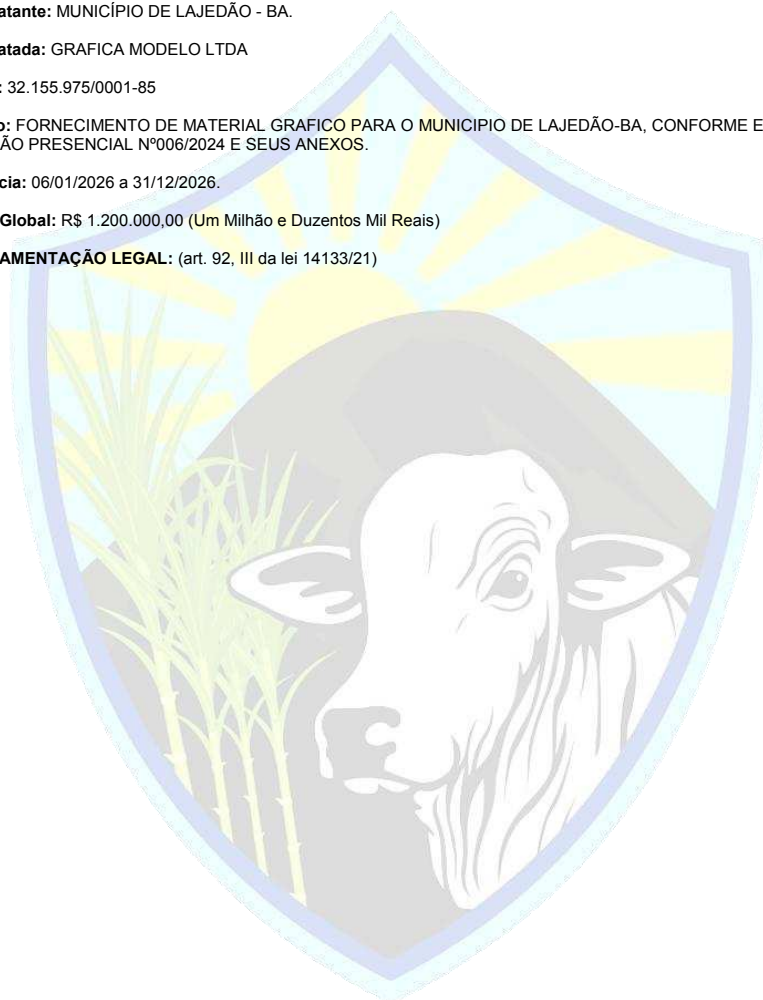 atante: MUNICÍPIO DE LAJEDÃO - BA.
atada: GRAFICA MODELO LTDA
: 32.155.975/0001-85
o: FORNECIMENTO DE MATERIAL GRAFICO PARA O MUNICIPIO DE LAJEDÃO-BA, CONFORME E
ÃO PRESENCIAL Nº006/2024 E SEUS ANEXOS.
cia: 06/01/2026 a 31/12/2026.
Global: R$ 1.200.000,00 (Um Milhão e Duzentos Mil Reais)
AMENTAÇÃO LEGAL: (art. 92, III da lei 14133/21)